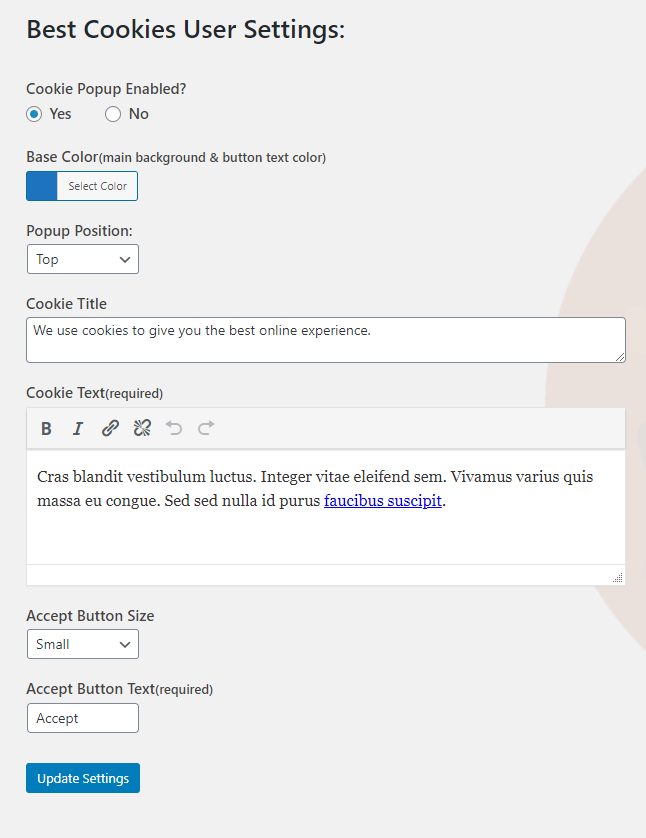 Best Cookies User Settings:
Cookie Popup Enabled?
Yes No
Base Color(main background & button text color)
Select Color
Popup Position:
Top
Cookie Title
We use cookies to give you the best online experience.
Cookie Text(required)
B I
Cras blandit vestibulum luctus. Integer vitae eleifend sem. Vivamus varius quis
massa eu congue. Sed sed nulla id purus faucibus suscipit.
Accept Button Size
Small
Accept Button Text(required)
Accept
Update Settings